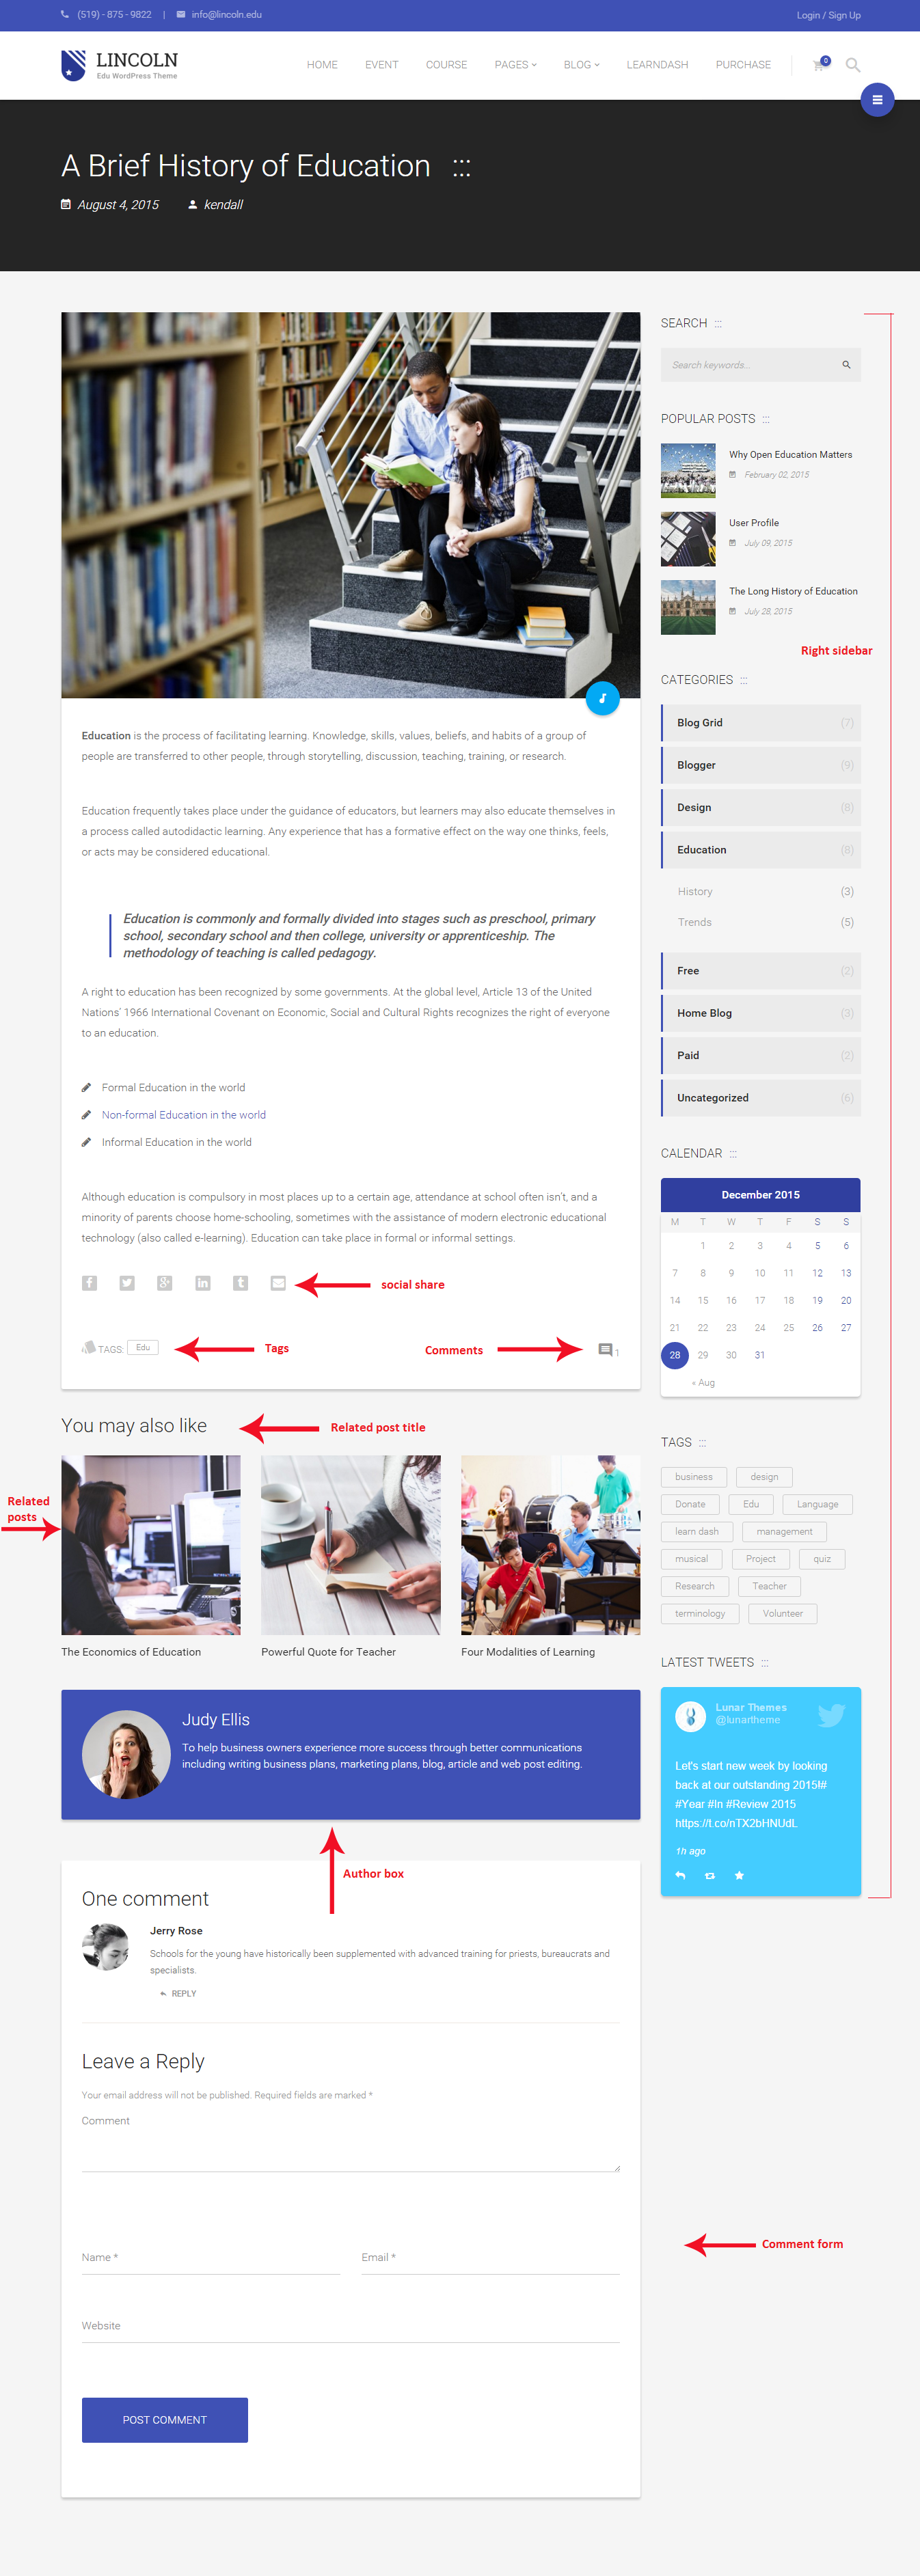 (519) - 875 - 9822 | info@lincoln.edu
Login / Sign Up
LINCOLN
Edu WordPress Theme
HOME EVENT COURSE PAGES BLOG LEARNDASH PURCHASE
0
A Brief History of Education :::
August 4, 2015 kendall
Education is the process of facilitating learning. Knowledge, skills, values, beliefs, and habits of a group of
people are transferred to other people, through storytelling, discussion, teaching, training, or research.
Education frequently takes place under the guidance of educators, but learners may also educate themselves in
a process called autodidactic learning. Any experience that has a formative effect on the way one thinks, feels,
or acts may be considered educational.
Education is commonly and formally divided into stages such as preschool, primary
school, secondary school and then college, university or apprenticeship. The
methodology of teaching is called pedagogy.
A right to education has been recognized by some governments. At the global level, Article 13 of the United
Nations' 1966 International Covenant on Economic, Social and Cultural Rights recognizes the right of everyone
to an education.
Formal Education in the world
Non-formal Education in the world
Informal Education in the world
Although education is compulsory in most places up to a certain age, attendance at school often isn't, and a
minority of parents choose home-schooling, sometimes with the assistance of modern electronic educational
technology (also called e-learning). Education can take place in formal or informal settings.
social share
TAGS: Edu
Tags
Comments
1
You may also like
Related post title
Related
posts
The Economics of Education
Powerful Quote for Teacher
Four Modalities of Learning
Judy Ellis
To help business owners experience more success through better communications
including writing business plans, marketing plans, blog, article and web post editing.
Author box
One comment
Jerry Rose
Schools for the young have historically been supplemented with advanced training for priests, bureaucrats and
specialists.
REPLY
Leave a Reply
Your email address will not be published. Required fields are marked *
Comment
Name *
Email *
Website
POST COMMENT
Comment form
SEARCH :::
Search keywords...
POPULAR POSTS :::
Why Open Education Matters
February 02, 2015
User Profile
July 09, 2015
The Long History of Education
July 28, 2015
Right sidebar
CATEGORIES :::
Blog Grid (7)
Blogger (9)
Design (8)
Education (8)
History (3)
Trends (5)
Free (2)
Home Blog (3)
Paid (2)
Uncategorized (6)
CALENDAR :::
December 2015
M T W T F S S
1 2 3 4 5 6
7 8 9 10 11 12 13
14 15 16 17 18 19 20
21 22 23 24 25 26 27
28 29 30 31
« Aug
TAGS :::
business design
Donate Edu Language
learn dash management
musical Project quiz
Research Teacher
terminology Volunteer
LATEST TWEETS :::
Lunar Themes
@lunartheme
Let's start new week by looking
back at our outstanding 2015!#
#Year #In #Review 2015
https://t.co/nTX2bHNUdL
1h ago